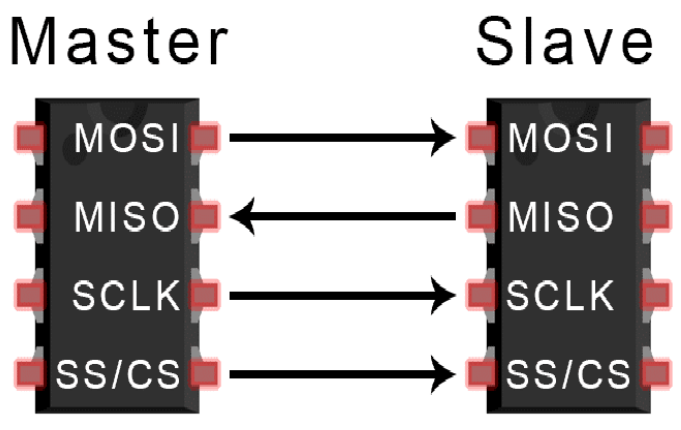 Master Slave
MOSI MOSI
MISO MISO
SCLK SCLK
SS/CS SS/CS